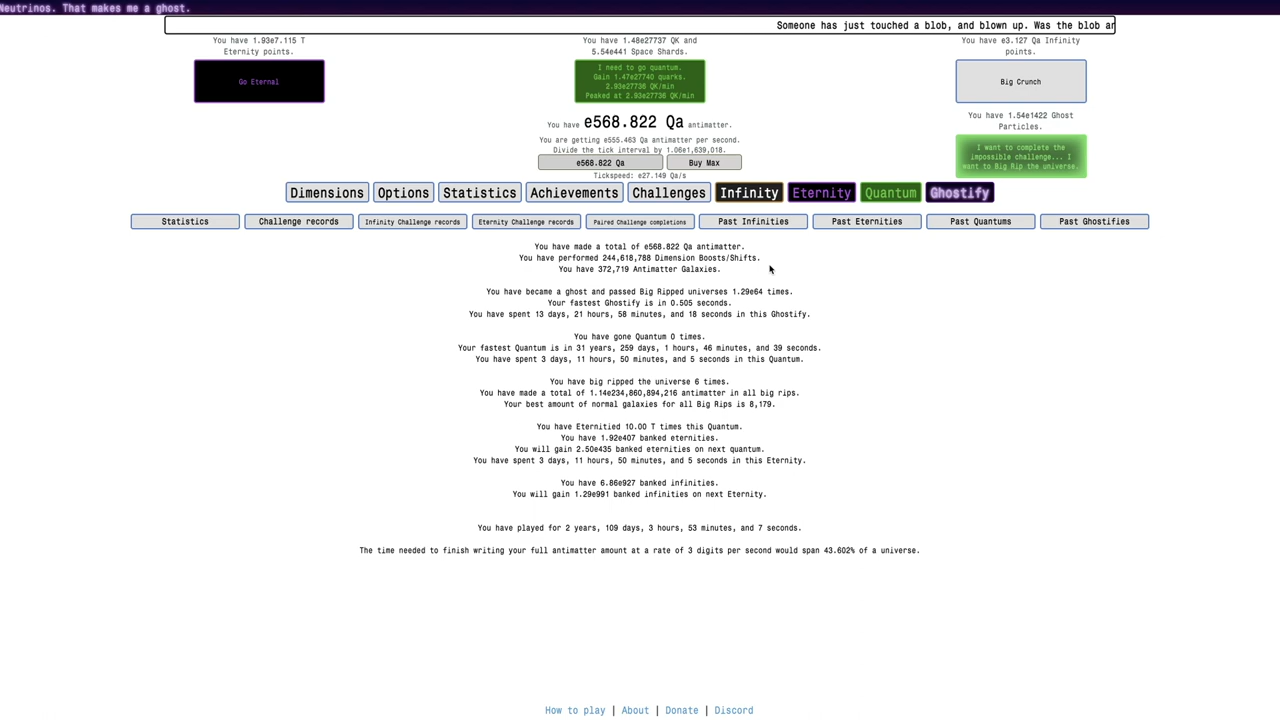 Neutrinos. That makes me a ghost.
Someone has just touched a blob, and blown up. Was the blob ar
You have 1.93e7.115 T
Eternity points.
Go Eternal
You have 1.48e27737 QK and
5.54e441 Space Shards.
I need to go quantum.
Gain 1.47e27740 quarks.
2.93e27736 QK/min
Peaked at 2.93e27736 QK/min
You have e3.127 Qa Infinity
points.
Big Crunch
You have e568.822 Qa antimatter.
You are getting e555.463 Qa antimatter per second.
Divide the tick interval by 1.06e1,639,018.
e568.822 Qa
Buy Max
Tickspeed: e27.149 Qa/s
You have 1.54e1422 Ghost
Particles.
I want to complete the
impossible challenge... I
want to Big Rip the universe.
Dimensions Options Statistics Achievements Challenges Infinity Eternity Quantum Ghostify
Statistics Challenge records Infinity Challenge records Eternity Challenge records Paired Challenge completions Past Infinities Past Eternities Past Quantums Past Ghostifies
You have made a total of e568.822 Qa antimatter.
You have performed 244,618,788 Dimension Boosts/Shifts.
You have 372,719 Antimatter Galaxies.
You have became a ghost and passed Big Ripped universes 1.29e64 times.
Your fastest Ghostify is in 0.505 seconds.
You have spent 13 days, 21 hours, 58 minutes, and 18 seconds in this Ghostify.
You have gone Quantum 0 times.
Your fastest Quantum is in 31 years, 259 days, 1 hours, 46 minutes, and 39 seconds.
You have spent 3 days, 11 hours, 50 minutes, and 5 seconds in this Quantum.
You have big ripped the universe 6 times.
You have made a total of 1.14e234,860,894,216 antimatter in all big rips.
Your best amount of normal galaxies for all Big Rips is 8,179.
You have Eternitied 10.00 T times this Quantum.
You have 1.92e407 banked eternities.
You will gain 2.50e435 banked eternities on next quantum.
You have spent 3 days, 11 hours, 50 minutes, and 5 seconds in this Eternity.
You have 6.86e927 banked infinities.
You will gain 1.29e991 banked infinities on next Eternity.
You have played for 2 years, 109 days, 3 hours, 53 minutes, and 7 seconds.
The time needed to finish writing your full antimatter amount at a rate of 3 digits per second would span 43.602% of a universe.
How to play | About | Donate | Discord